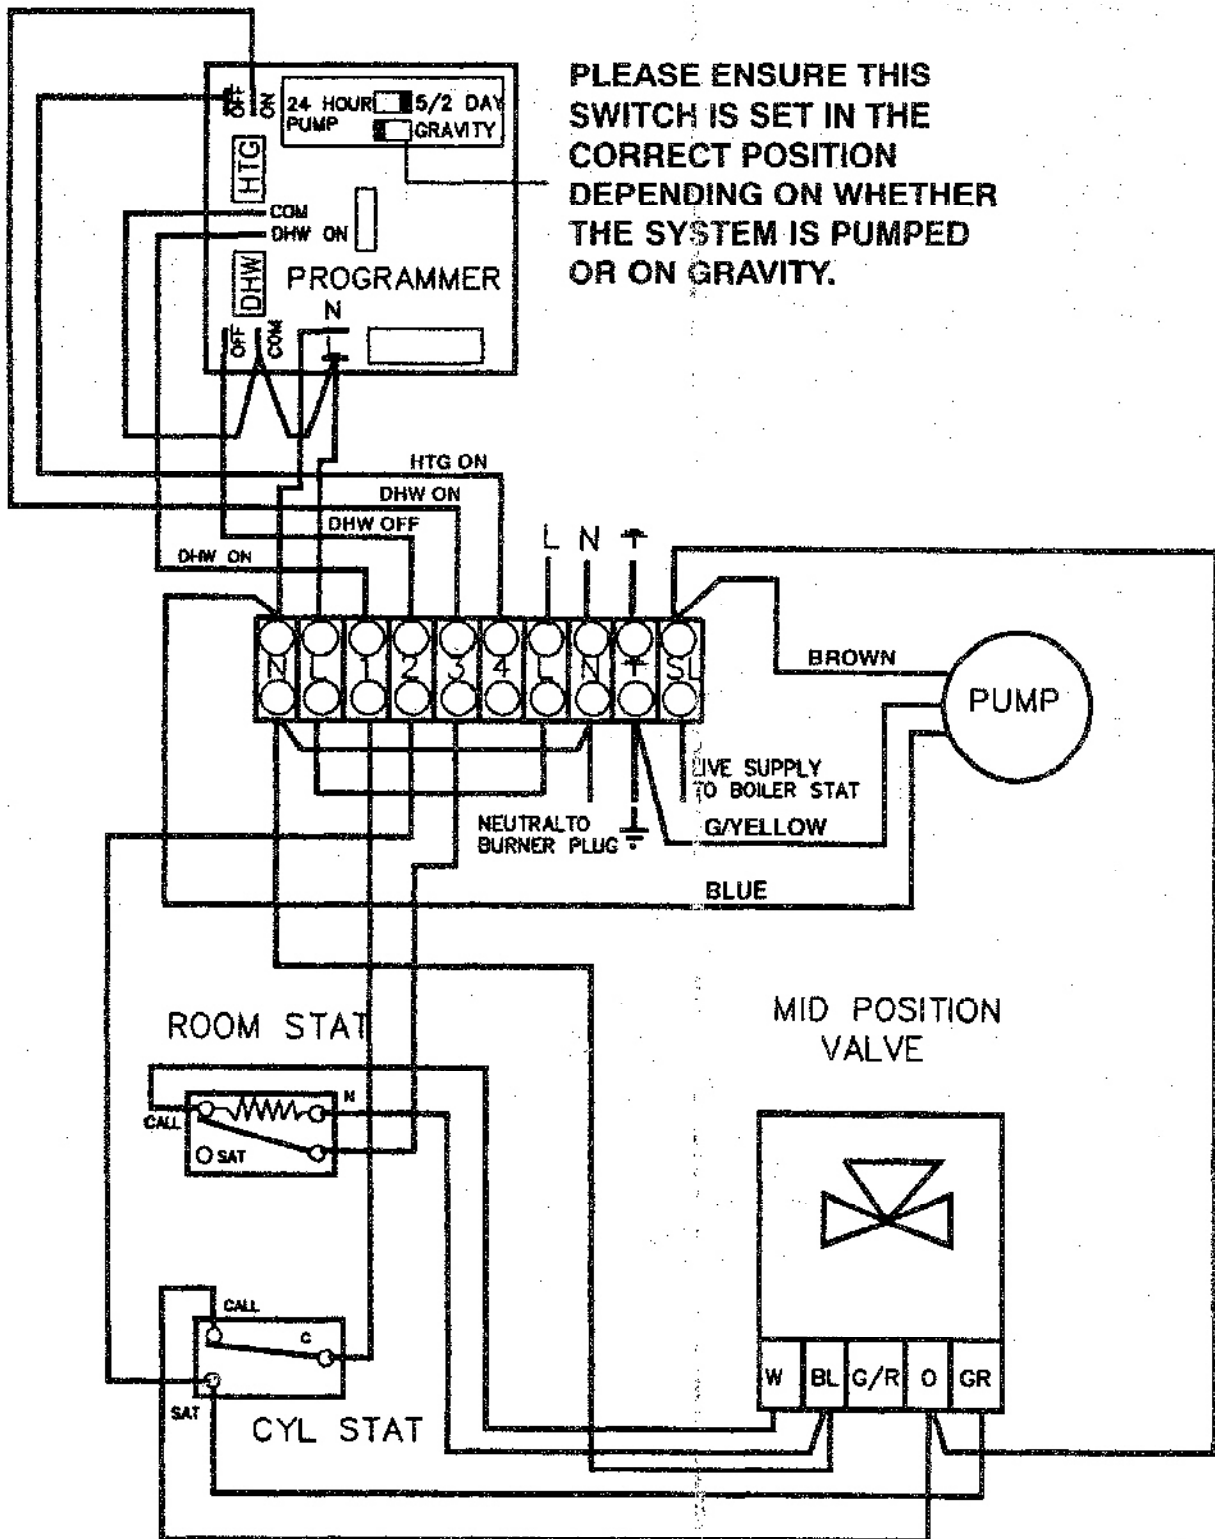 PLEASE ENSURE THIS
SWITCH IS SET IN THE
CORRECT POSITION
DEPENDING ON WHETHER
THE SYSTEM IS PUMPED
OR ON GRAVITY.
OFF
ON
24 HOUR
5/2 DAY
PUMP
GRAVITY
HTG
COM
DHW ON
DHW
PROGRAMMER
OFF
COM
N
HTG ON
DHW ON
DHW OFF
DHW ON
L N
N L 1 2 3 4 L N SL
BROWN
PUMP
LIVE SUPPLY
TO BOILER STAT
NEUTRALTO
BURNER PLUG
G/YELLOW
BLUE
ROOM STAT
MID POSITION
VALVE
N
CALL
SAT
CALL
C
SAT
CYL STAT
W BL G/R O GR